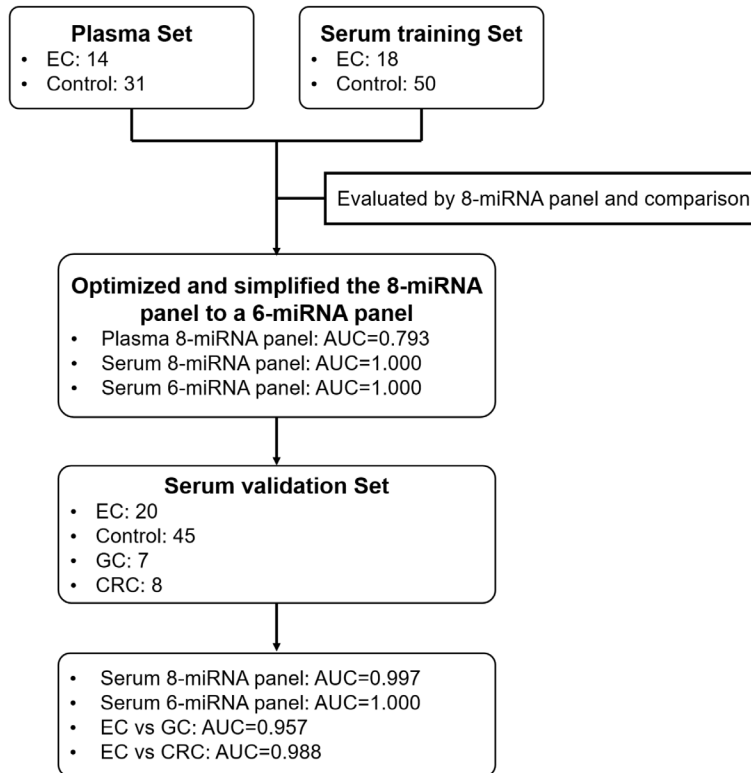 Plasma Set
• EC: 14
• Control: 31
Serum training Set
• EC: 18
• Control: 50
Evaluated by 8-miRNA panel and comparison
Optimized and simplified the 8-miRNA
panel to a 6-miRNA panel
• Plasma 8-miRNA panel: AUC=0.793
• Serum 8-miRNA panel: AUC=1.000
• Serum 6-miRNA panel: AUC=1.000
Serum validation Set
• EC: 20
• Control: 45
• GC: 7
• CRC: 8
• Serum 8-miRNA panel: AUC=0.997
• Serum 6-miRNA panel: AUC=1.000
• EC vs GC: AUC=0.957
• EC vs CRC: AUC=0.988